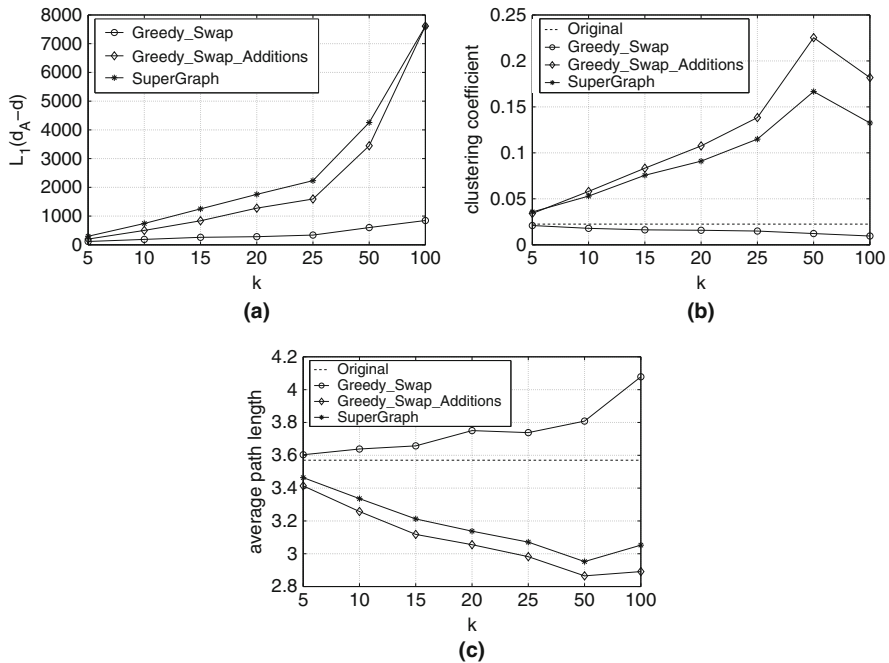 8000
7000
6000
5000
4000
3000
2000
1000
0
L1(dA−d)
Greedy_Swap
Greedy_Swap_Additions
SuperGraph
5 10 15 20 25 50 100
k
(a)
0.25
0.2
0.15
0.1
0.05
0
clustering coefficient
Original
Greedy_Swap
Greedy_Swap_Additions
SuperGraph
5 10 15 20 25 50 100
k
(b)
4.2
4
3.8
3.6
3.4
3.2
3
2.8
average path length
Original
Greedy_Swap
Greedy_Swap_Additions
SuperGraph
5 10 15 20 25 50 100
k
(c)